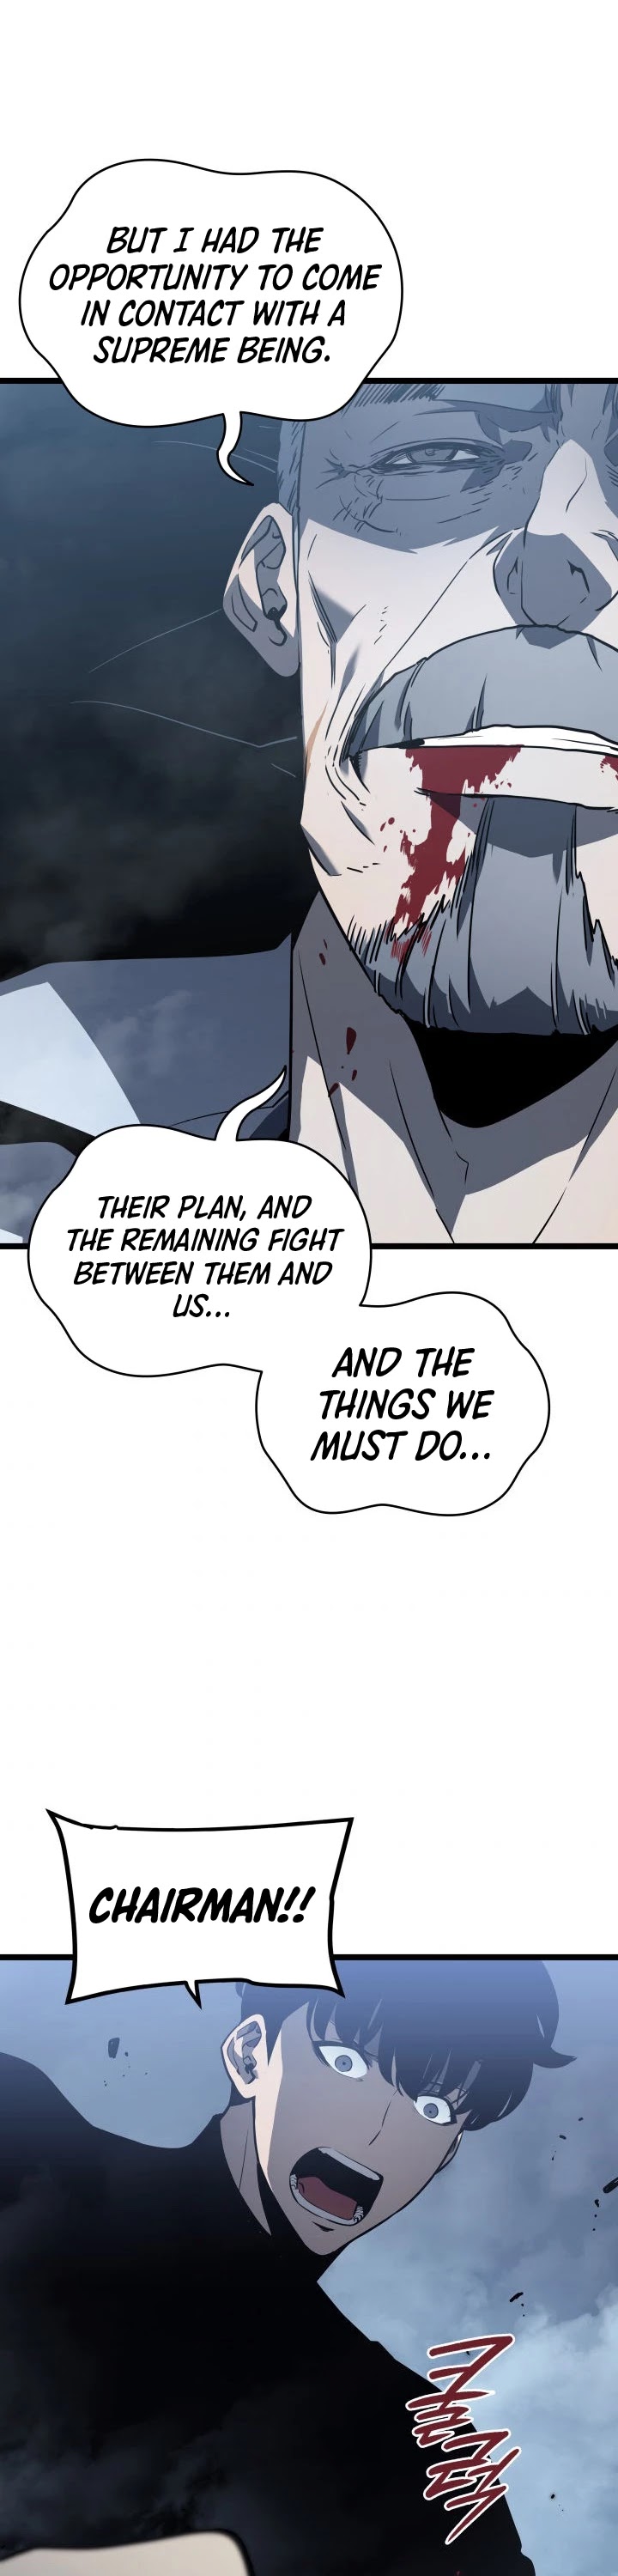 BUT I HAD THE
OPPORTUNITY TO COME
IN CONTACT WITH A
SUPREME BEING.
THEIR PLAN, AND
THE REMAINING FIGHT
BETWEEN THEM AND
US...
AND THE
THINGS WE
MUST DO...
CHAIRMAN!!